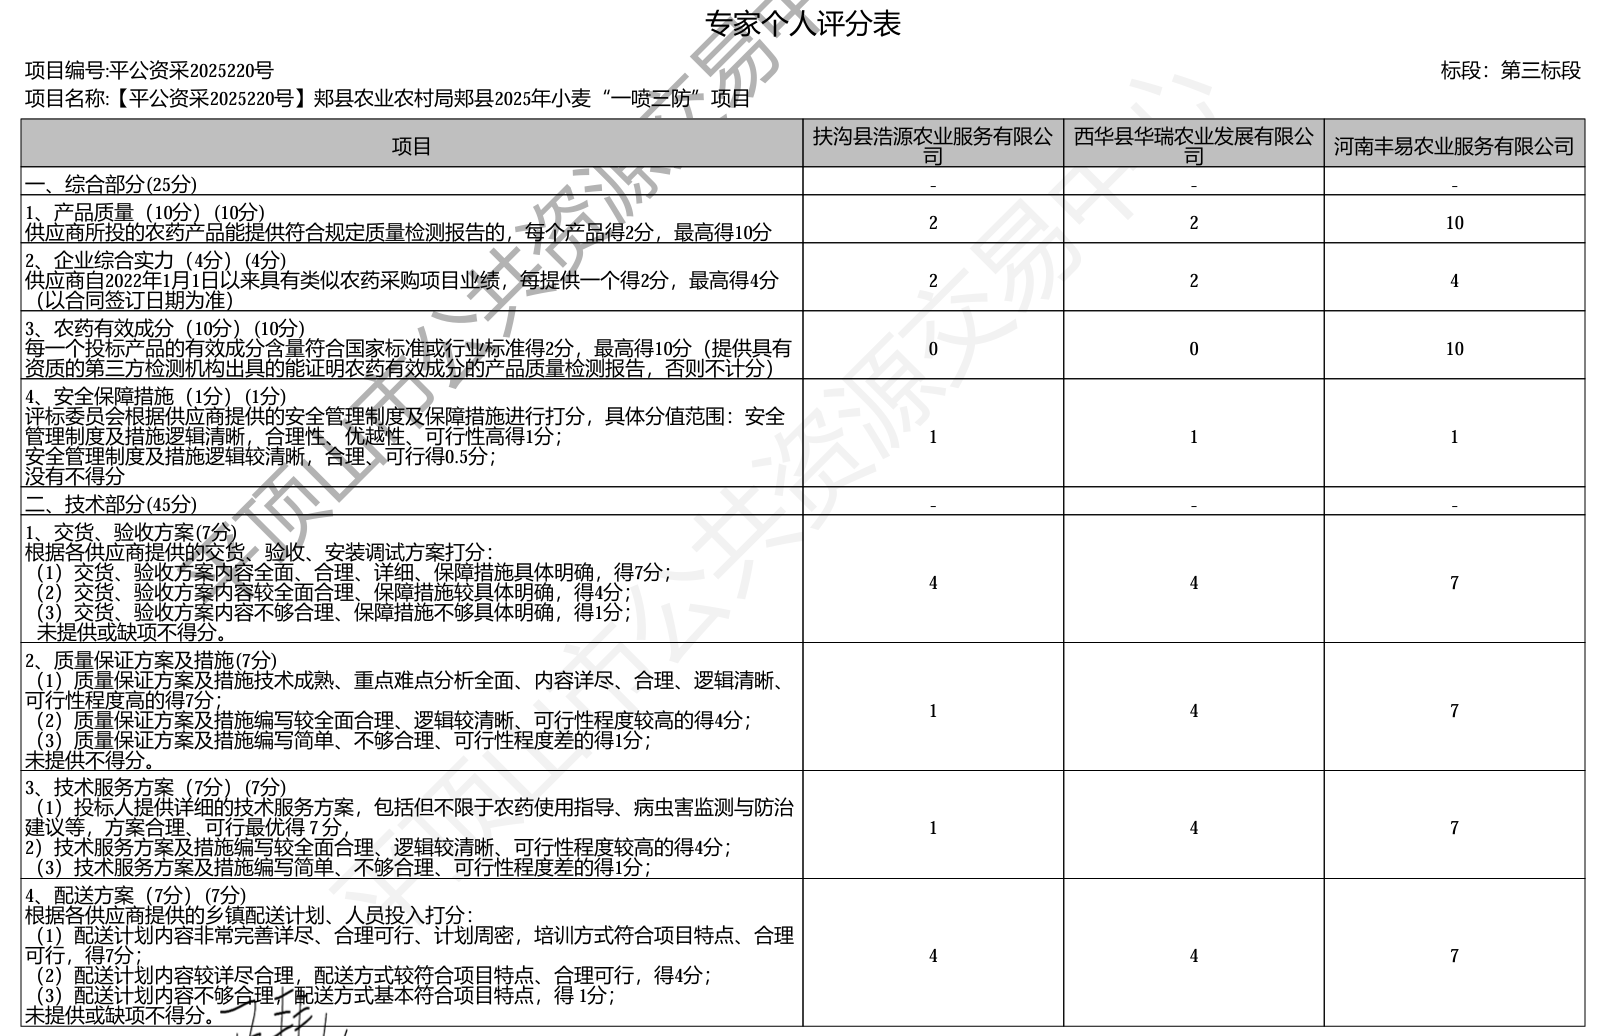 专家个人评分表
项目编号:平公资采2025220号
标段：第三标段
项目名称:【平公资采2025220号】郏县农业农村局郏县2025年小麦“一喷三防”项目
项目
扶沟县浩源农业服务有限公司
西华县华瑞农业发展有限公司
河南丰易农业服务有限公司
一、综合部分(25分)
-
-
-
1、产品质量（10分）(10分)
供应商所投的农药产品能提供符合规定质量检测报告的，每个产品得2分，最高得10分
2
2
10
2、企业综合实力（4分）(4分)
供应商自2022年1月1日以来具有类似农药采购项目业绩，每提供一个得2分，最高得4分
（以合同签订日期为准）
2
2
4
3、农药有效成分（10分）(10分)
每一个投标产品的有效成分含量符合国家标准或行业标准得2分，最高得10分（提供具有
资质的第三方检测机构出具的能证明农药有效成分的产品质量检测报告，否则不计分）
0
0
10
4、安全保障措施（1分）(1分)
评标委员会根据供应商提供的安全管理制度及保障措施进行打分，具体分值范围：安全
管理制度及措施逻辑清晰，合理性、优越性、可行性高得1分；
安全管理制度及措施逻辑较清晰，合理、可行得0.5分；
没有不得分
1
1
1
二、技术部分(45分)
-
-
-
1、交货、验收方案(7分)
根据各供应商提供的交货、验收、安装调试方案打分：
（1）交货、验收方案内容全面、合理、详细、保障措施具体明确，得7分；
（2）交货、验收方案内容较全面合理、保障措施较具体明确，得4分；
（3）交货、验收方案内容不够合理、保障措施不够具体明确，得1分；
未提供或缺项不得分。
4
4
7
2、质量保证方案及措施(7分)
（1）质量保证方案及措施技术成熟、重点难点分析全面、内容详尽、合理、逻辑清晰、
可行性程度高的得7分；
（2）质量保证方案及措施编写较全面合理、逻辑较清晰、可行性程度较高的得4分；
（3）质量保证方案及措施编写简单、不够合理、可行性程度差的得1分；
未提供不得分。
1
4
7
3、技术服务方案（7分）(7分)
（1）投标人提供详细的技术服务方案，包括但不限于农药使用指导、病虫害监测与防治
建议等，方案合理、可行最优得 7 分，
2）技术服务方案及措施编写较全面合理、逻辑较清晰、可行性程度较高的得4分；
（3）技术服务方案及措施编写简单、不够合理、可行性程度差的得1分；
1
4
7
4、配送方案（7分）(7分)
根据各供应商提供的乡镇配送计划、人员投入打分：
（1）配送计划内容非常完善详尽、合理可行、计划周密，培训方式符合项目特点、合理
可行，得7分；
（2）配送计划内容较详尽合理，配送方式较符合项目特点、合理可行，得4分；
（3）配送计划内容不够合理，配送方式基本符合项目特点，得 1分；
未提供或缺项不得分。
4
4
7
平顶山市公共资源交易中
平顶山市公共资源交易中心